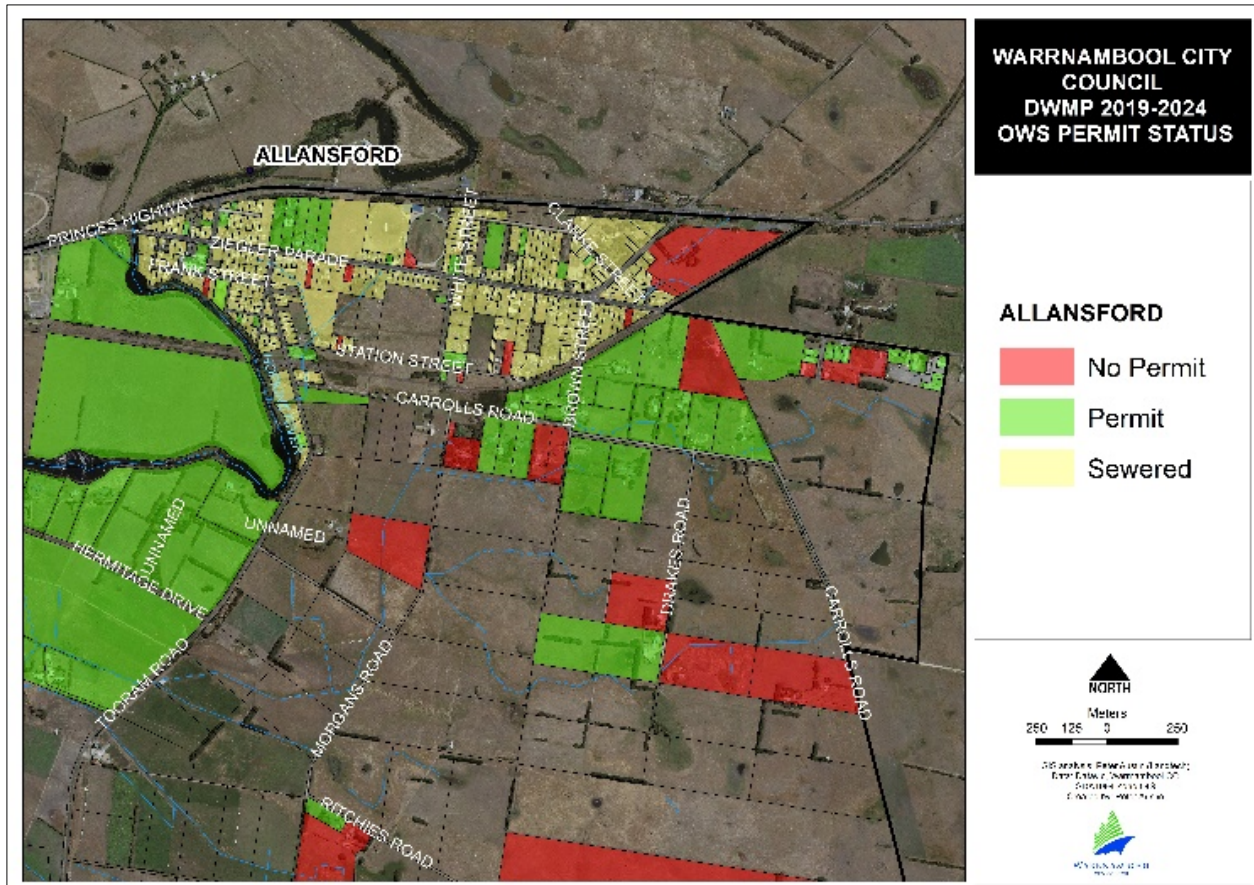 WARRNAMBOOL CITY
COUNCIL
DWMP 2019-2024
OWS PERMIT STATUS
ALLANSFORD
No Permit
Permit
Sewered
NORTH
Meters
250 125 0 250
ALLANSFORD
PRINCES HIGHWAY
ZIEGLER PARADE
FRANK STREET
WHITE STREET
CLARKE STREET
STATION STREET
BROWN STREET
CARROLLS ROAD
UNNAMED
UNNAMED
HERMITAGE DRIVE
DRAKES ROAD
CARROLLS ROAD
TOORAM ROAD
MORGANS ROAD
RITCHIES ROAD